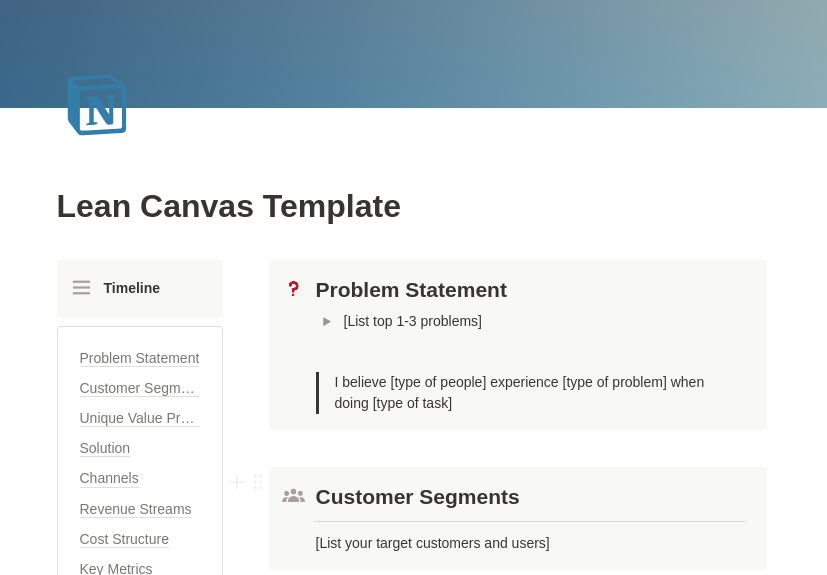 N
Lean Canvas Template
Timeline
Problem Statement
Customer Segm…
Unique Value Pr…
Solution
Channels
Revenue Streams
Cost Structure
Key Metrics
Problem Statement
[List top 1-3 problems]
I believe [type of people] experience [type of problem] when
doing [type of task]
Customer Segments
[List your target customers and users]